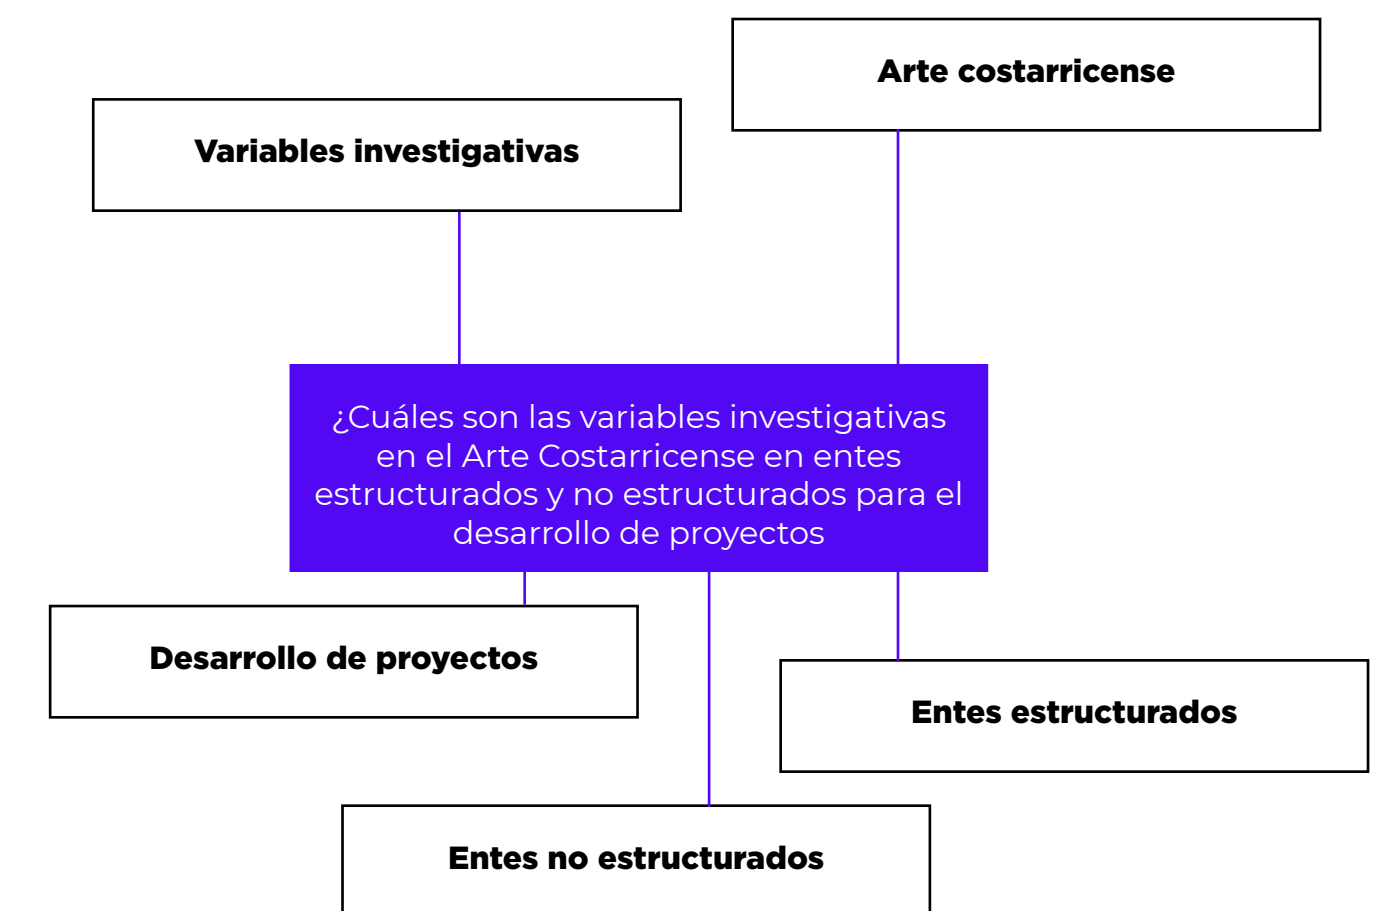 Arte costarricense
Variables investigativas
¿Cuáles son las variables investigativas
en el Arte Costarricense en entes
estructurados y no estructurados para el
desarrollo de proyectos
Desarrollo de proyectos
Entes estructurados
Entes no estructurados